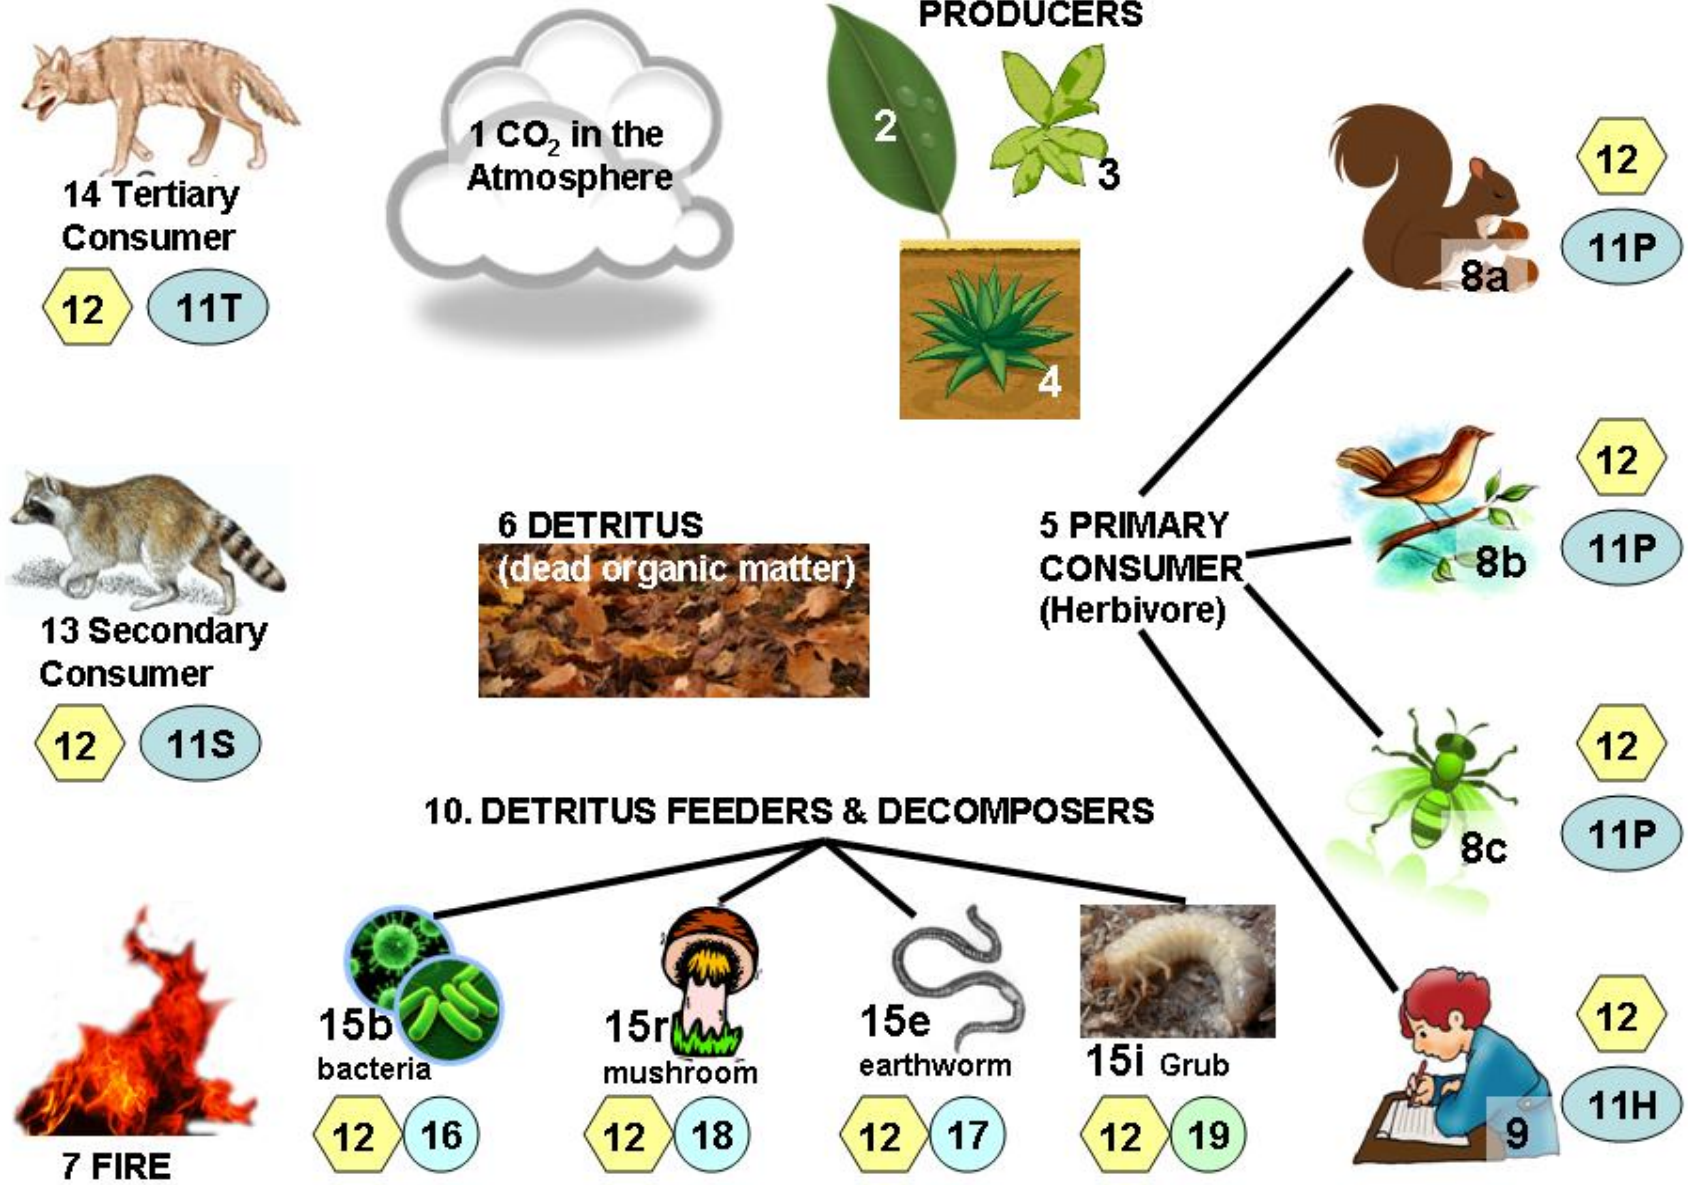 PRODUCERS
1 CO₂ in the
Atmosphere
2
3
4
14 Tertiary
Consumer
12
11T
8a
12
11P
8b
12
11P
5 PRIMARY
CONSUMER
(Herbivore)
6 DETRITUS
(dead organic matter)
13 Secondary
Consumer
12
11S
8c
12
11P
10. DETRITUS FEEDERS & DECOMPOSERS
7 FIRE
15b
bacteria
12
16
15r
mushroom
12
18
15e
earthworm
12
17
15i Grub
12
19
9
12
11H